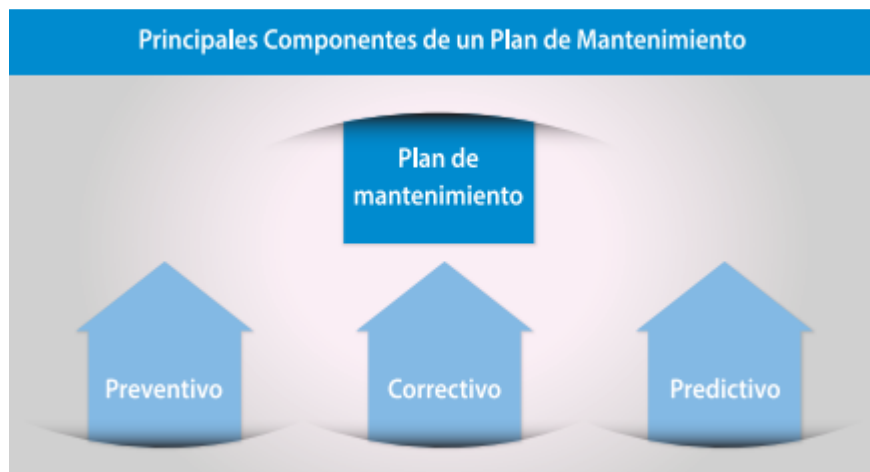 Principales Componentes de un Plan de Mantenimiento
Plan de
mantenimiento
Preventivo
Correctivo
Predictivo